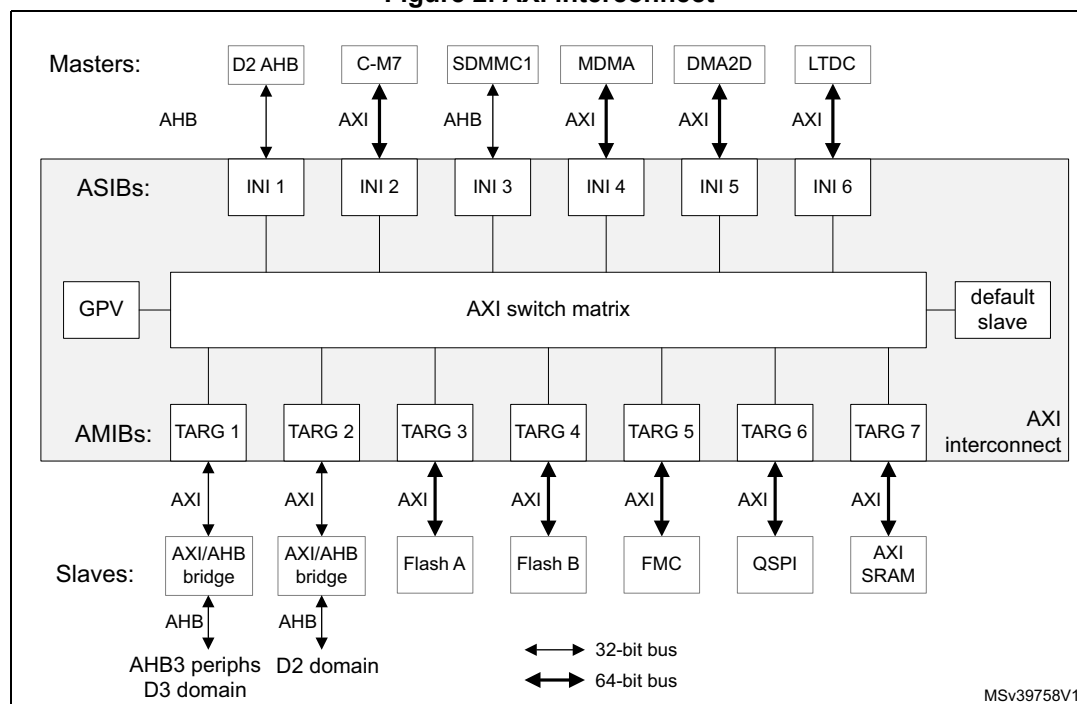 Figure 2. AXI interconnect
Masters:
D2 AHB
C-M7
SDMMC1
MDMA
DMA2D
LTDC
AHB
AXI
AHB
AXI
AXI
AXI
ASIBs:
INI 1
INI 2
INI 3
INI 4
INI 5
INI 6
GPV
AXI switch matrix
default
slave
AMIBs:
TARG 1
TARG 2
TARG 3
TARG 4
TARG 5
TARG 6
TARG 7
AXI
interconnect
AXI
AXI
AXI
AXI
AXI
AXI
AXI
Slaves:
AXI/AHB
bridge
AXI/AHB
bridge
Flash A
Flash B
FMC
QSPI
AXI
SRAM
AHB
AHB
AHB3 periphs
D3 domain
D2 domain
32-bit bus
64-bit bus
MSv39758V1